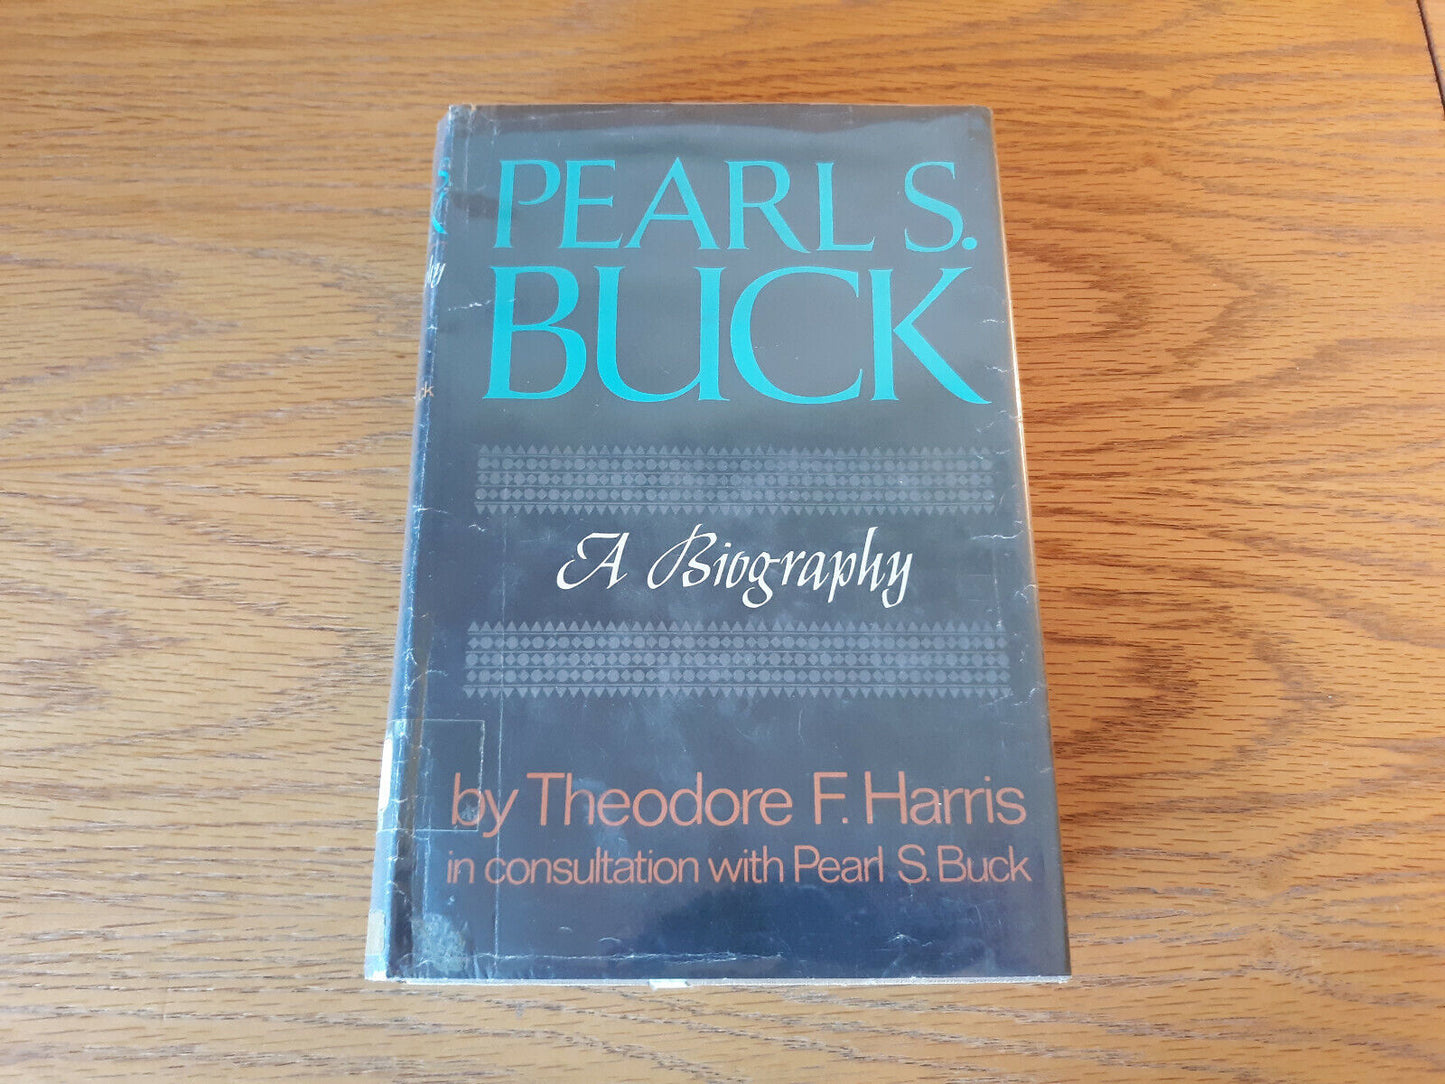 PEARL S.
BUCK
A Biography
by Theodore F. Harris
in consultation with Pearl S. Buck